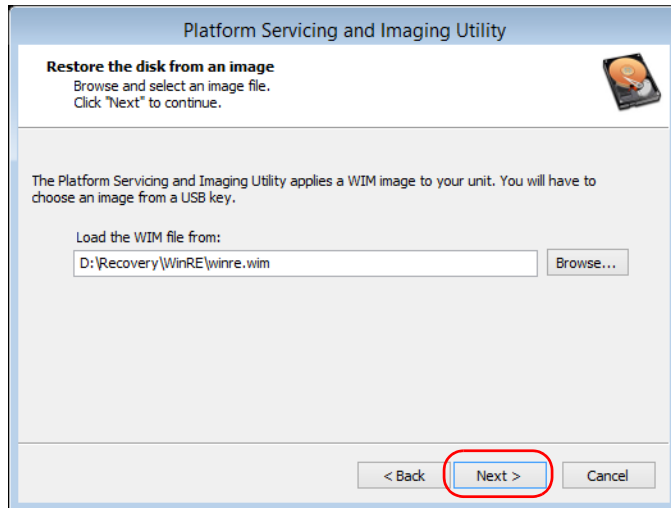 Platform Servicing and Imaging Utility
Restore the disk from an image
Browse and select an image file.
Click "Next" to continue.
The Platform Servicing and Imaging Utility applies a WIM image to your unit. You will have to
choose an image from a USB key.
Load the WIM file from:
D:\Recovery\WinRE\winre.wim
Browse...
< Back
Next >
Cancel